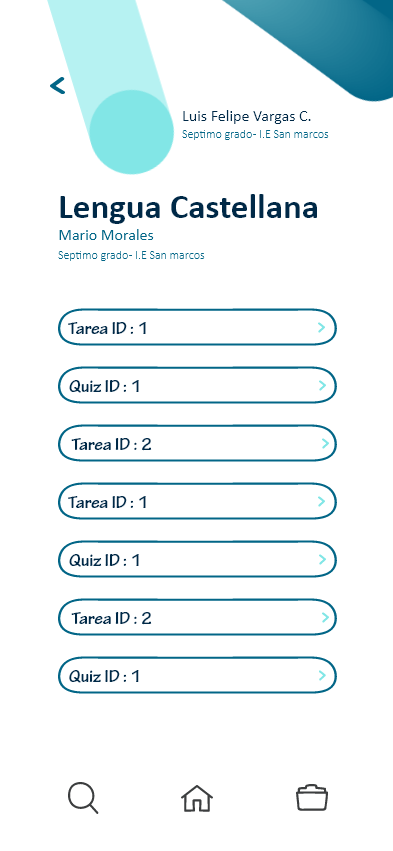 Luis Felipe Vargas C.
Septimo grado- I.E San marcos
Lengua Castellana
Mario Morales
Septimo grado- I.E San marcos
Tarea ID : 1
Quiz ID : 1
Tarea ID : 2
Tarea ID : 1
Quiz ID : 1
Tarea ID : 2
Quiz ID : 1